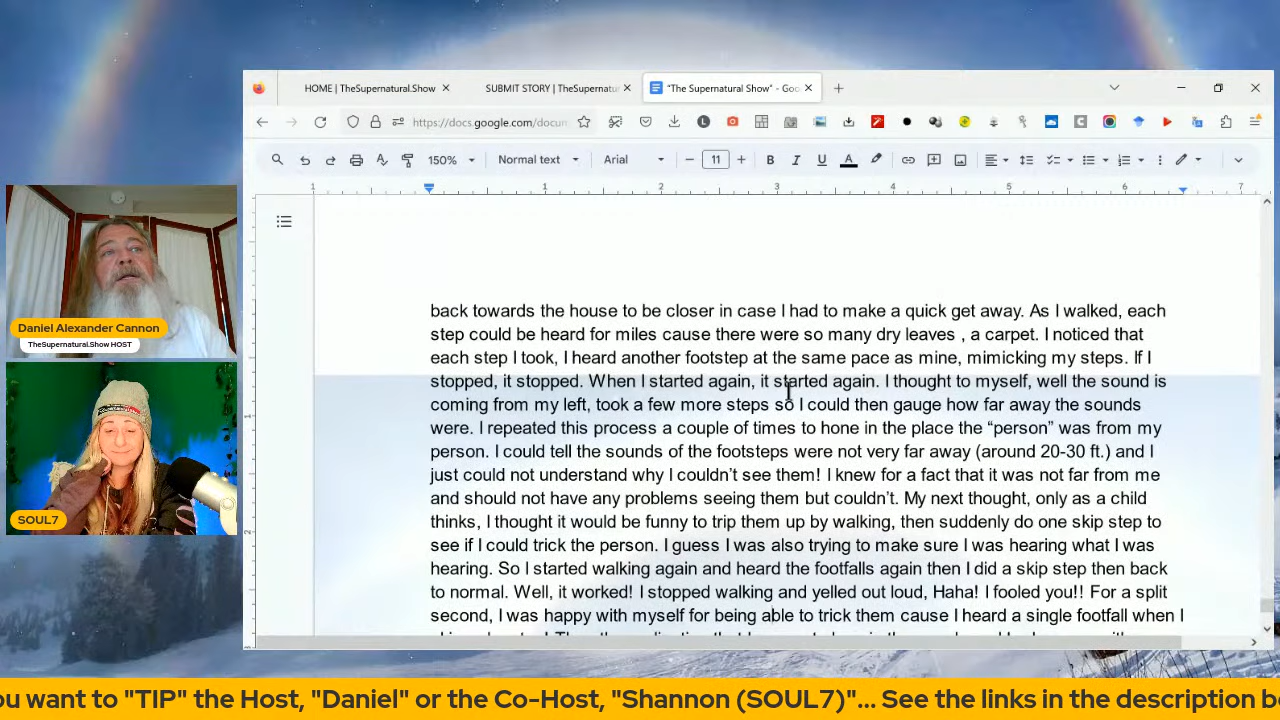 HOME | TheSupernatural.Show
SUBMIT STORY | TheSupernatur
"The Supernatural Show" - Goo
https://docs.google.com/docum
150%
Normal text
Arial
11
1 1 2 3 4 5 6 7
back towards the house to be closer in case I had to make a quick get away. As I walked, each
step could be heard for miles cause there were so many dry leaves , a carpet. I noticed that
each step I took, I heard another footstep at the same pace as mine, mimicking my steps. If I
stopped, it stopped. When I started again, it started again. I thought to myself, well the sound is
coming from my left, took a few more steps so I could then gauge how far away the sounds
were. I repeated this process a couple of times to hone in the place the “person” was from my
person. I could tell the sounds of the footsteps were not very far away (around 20-30 ft.) and I
just could not understand why I couldn’t see them! I knew for a fact that it was not far from me
and should not have any problems seeing them but couldn’t. My next thought, only as a child
thinks, I thought it would be funny to trip them up by walking, then suddenly do one skip step to
see if I could trick the person. I guess I was also trying to make sure I was hearing what I was
hearing. So I started walking again and heard the footfalls again then I did a skip step then back
to normal. Well, it worked! I stopped walking and yelled out loud, Haha! I fooled you!! For a split
second, I was happy with myself for being able to trick them cause I heard a single footfall when I
Daniel Alexander Cannon
TheSupernatural.Show HOST
SOUL7
ou want to "TIP" the Host, "Daniel" or the Co-Host, "Shannon (SOUL7)"... See the links in the description be